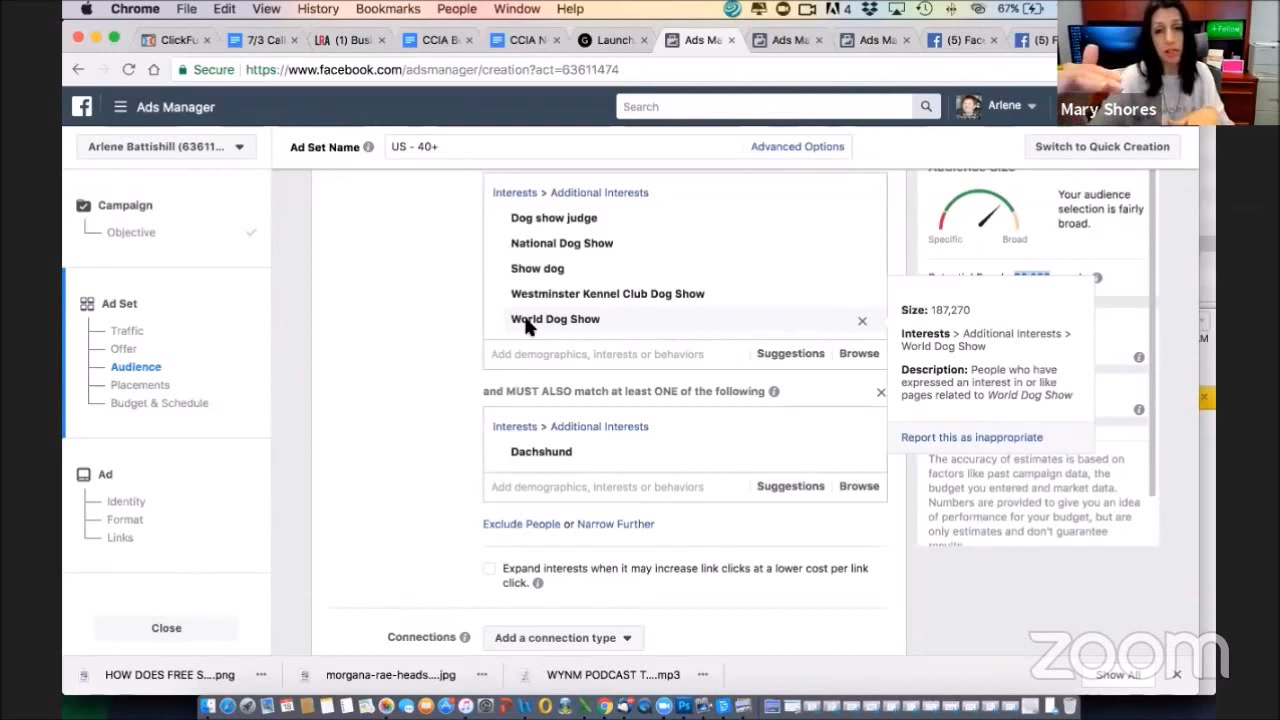 Chrome File Edit View History Bookmarks People Window Help 4 67%
ClickFu × 7/3 Call × (1) Bus × CCIA × × Launch × Ads Ma × Ads Ma × Ads Ma × (5) Fac × (5) F
Secure https://www.facebook.com/adsmanager/creation?act=63611474
+Follow
Mary Shores
Ads Manager Search Arlene
Arlene Battishill (63611... Ad Set Name US - 40+ Advanced Options Switch to Quick Creation
Campaign
Objective
Ad Set
Traffic
Offer
Audience
Placements
Budget & Schedule
Ad
Identity
Format
Links
Close
Interests > Additional Interests
Dog show judge
National Dog Show
Show dog
Westminster Kennel Club Dog Show
World Dog Show
Add demographics, interests or behaviors Suggestions Browse
and MUST ALSO match at least ONE of the following
Interests > Additional Interests
Dachshund
Add demographics, interests or behaviors Suggestions Browse
Exclude People or Narrow Further
Expand interests when it may increase link clicks at a lower cost per link
click.
Connections Add a connection type
Audience Size
Your audience
selection is fairly
broad.
Specific Broad
Size: 187,270
Interests > Additional Interests >
World Dog Show
Description: People who have
expressed an interest in or like
pages related to World Dog Show
Report this as inappropriate
The accuracy of estimates is based on
factors like past campaign data, the
budget you entered and market data.
Numbers are provided to give you an idea
of performance for your budget, but are
only estimates and don't guarantee
results.
zoom
HOW DOES FREE S....png morgana-rae-heads....jpg WYNM PODCAST T....mp3 Show All